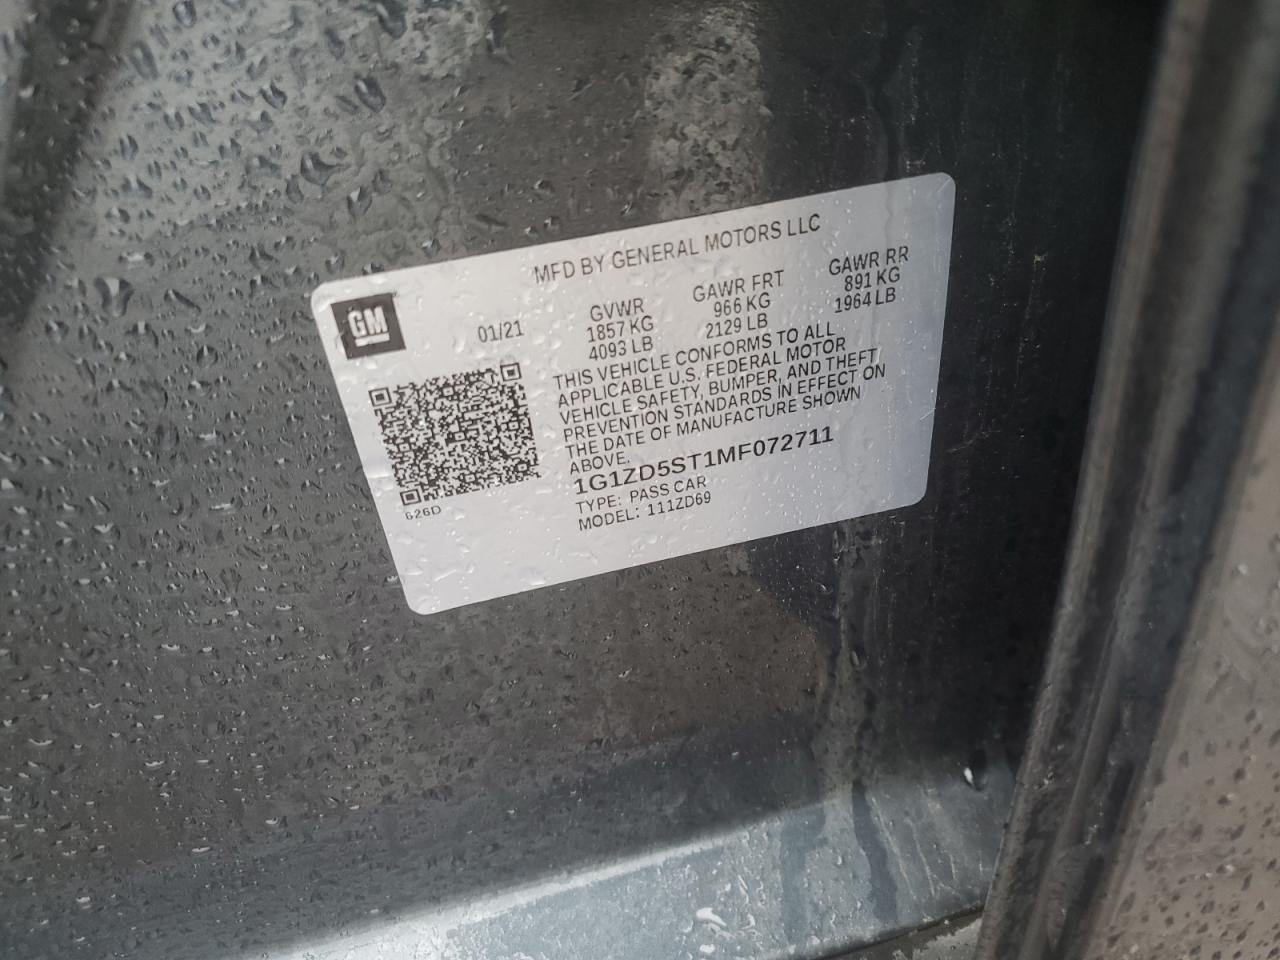 MFD BY GENERAL MOTORS LLC
GM
01/21
GVWR
1857 KG
4093 LB
GAWR FRT
966 KG
2129 LB
GAWR RR
891 KG
1964 LB
THIS VEHICLE CONFORMS TO ALL
APPLICABLE U.S. FEDERAL MOTOR
VEHICLE SAFETY, BUMPER, AND THEFT
PREVENTION STANDARDS IN EFFECT ON
THE DATE OF MANUFACTURE SHOWN
ABOVE.
1G1ZD5ST1MF072711
TYPE: PASS CAR
MODEL: 111ZD69
626D